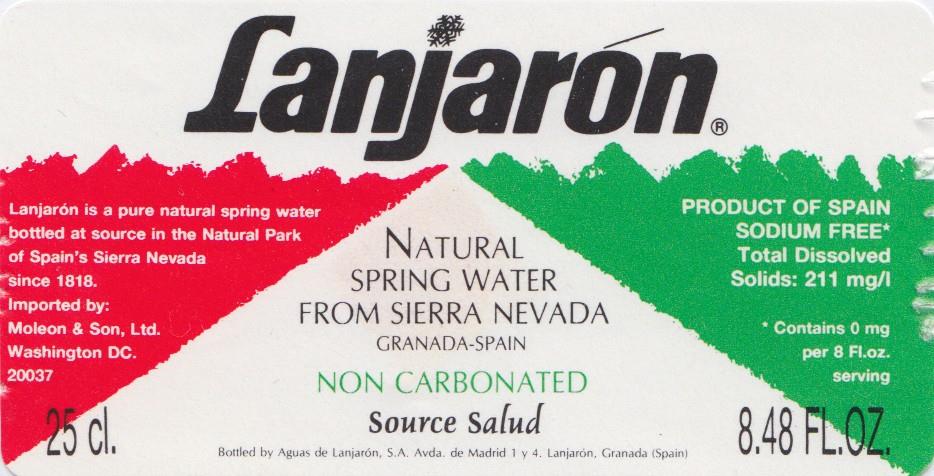 Lanjarón®
Lanjarón is a pure natural spring water
bottled at source in the Natural Park
of Spain's Sierra Nevada
since 1818.
Imported by:
Moleon & Son, Ltd.
Washington DC.
20037
25 cl.
NATURAL
SPRING WATER
FROM SIERRA NEVADA
GRANADA-SPAIN
NON CARBONATED
Source Salud
Bottled by Aguas de Lanjarón, S.A. Avda. de Madrid 1 y 4. Lanjarón, Granada (Spain)
PRODUCT OF SPAIN
SODIUM FREE*
Total Dissolved
Solids: 211 mg/l
* Contains 0 mg
per 8 Fl.oz.
serving
8.48 FL.OZ.